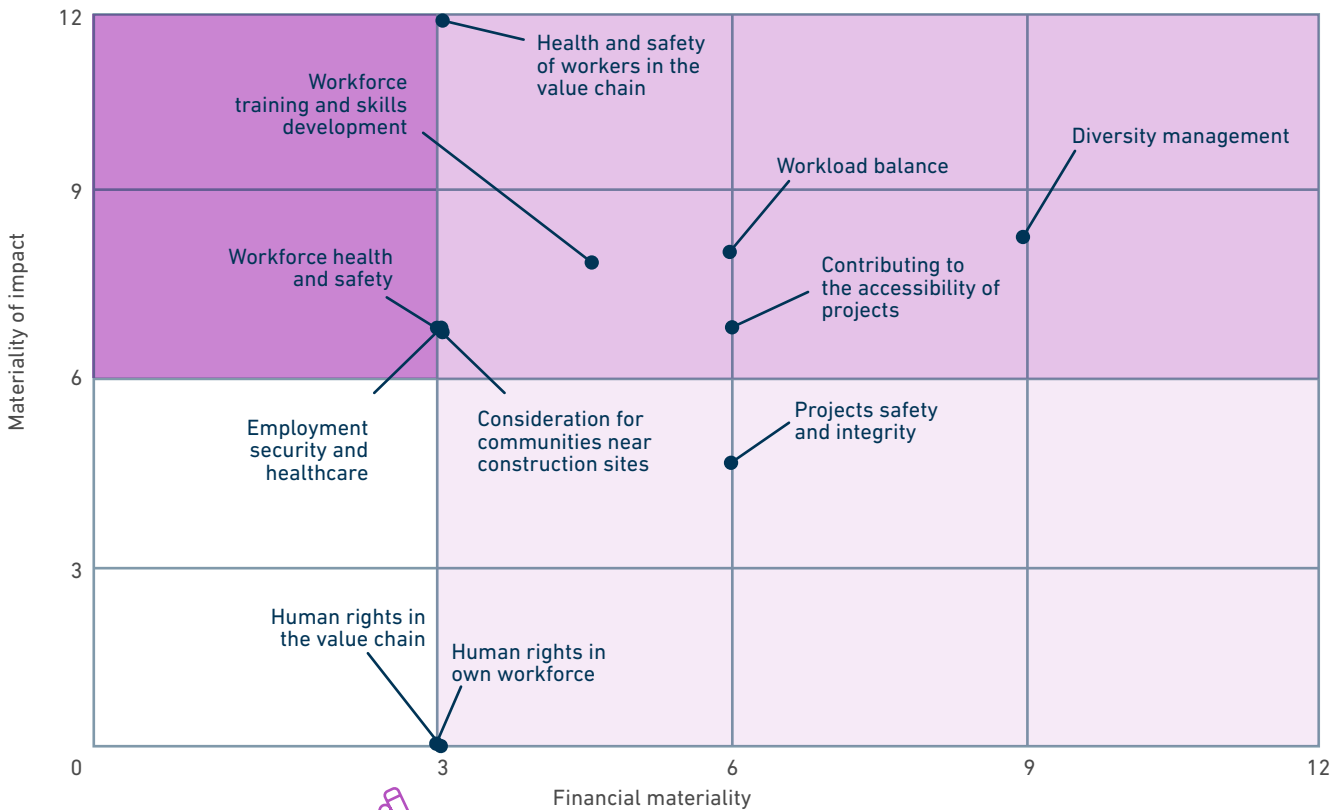 12
Health and safety
of workers in the
value chain
Workforce
training and skills
development
Diversity management
Workload balance
9
Workforce health
and safety
Contributing to
the accessibility of
projects
Materiality of impact
6
Employment
security and
healthcare
Consideration for
communities near
construction sites
Projects safety
and integrity
3
Human rights in
the value chain
Human rights in
own workforce
0
3
6
9
12
Financial materiality